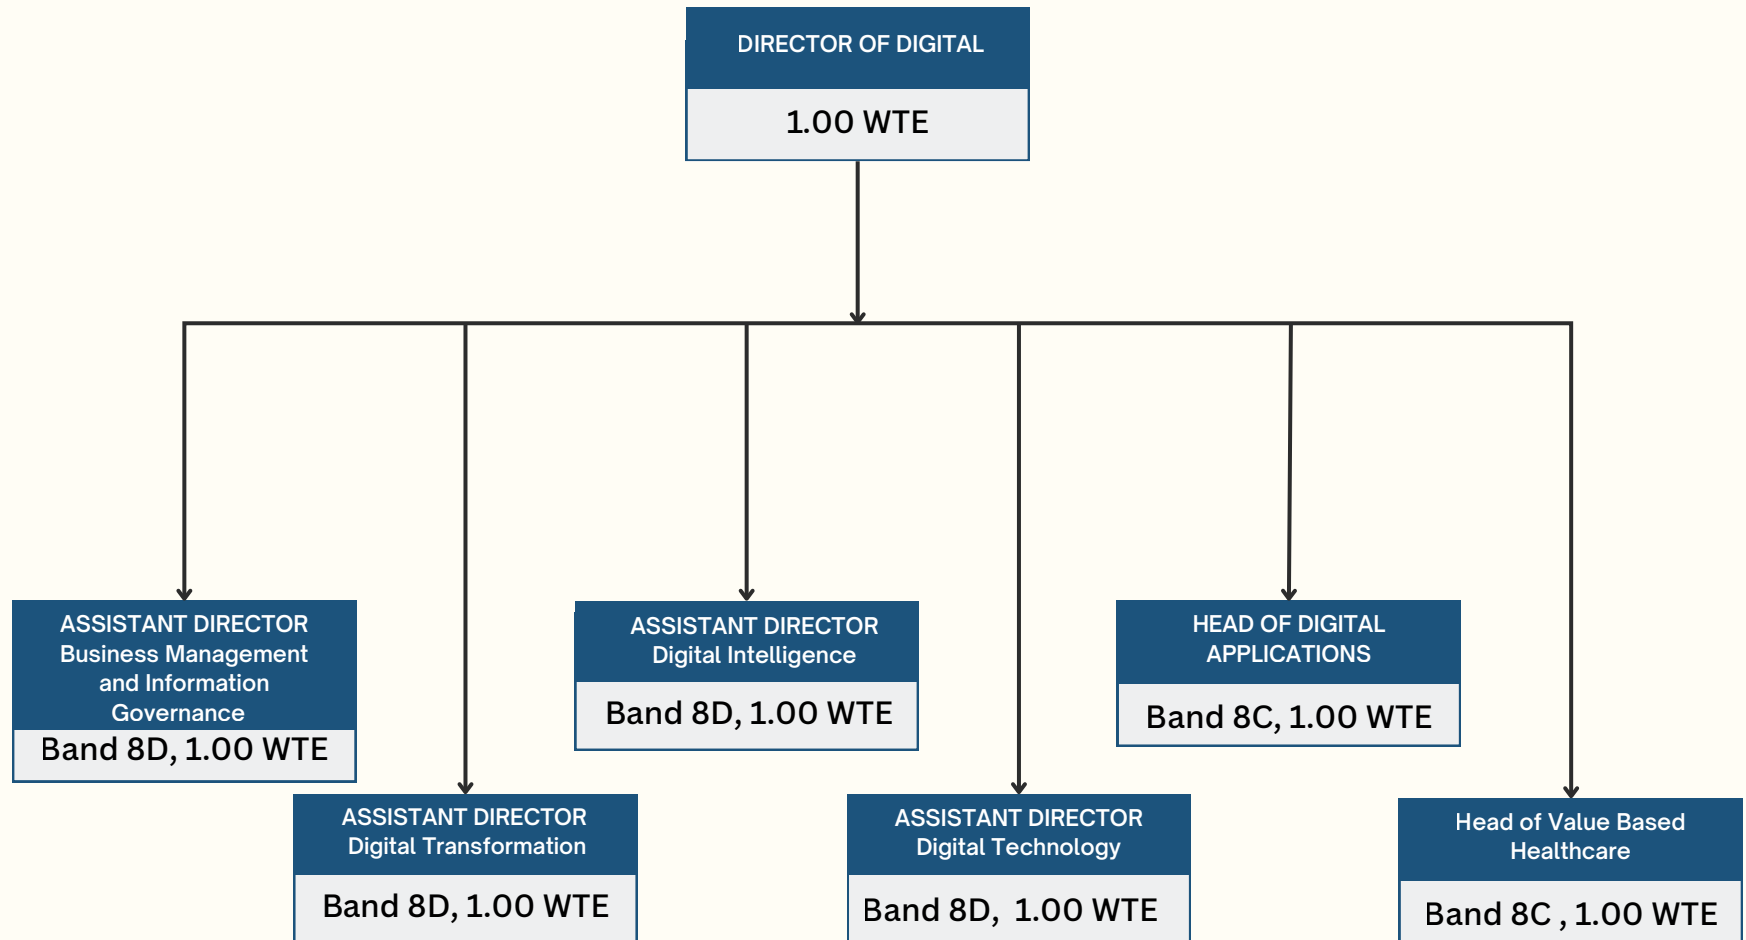 DIRECTOR OF DIGITAL
1.00 WTE
ASSISTANT DIRECTOR
Business Management
and Information
Governance
Band 8D, 1.00 WTE
ASSISTANT DIRECTOR
Digital Transformation
Band 8D, 1.00 WTE
ASSISTANT DIRECTOR
Digital Intelligence
Band 8D, 1.00 WTE
ASSISTANT DIRECTOR
Digital Technology
Band 8D, 1.00 WTE
HEAD OF DIGITAL
APPLICATIONS
Band 8C, 1.00 WTE
Head of Value Based
Healthcare
Band 8C , 1.00 WTE